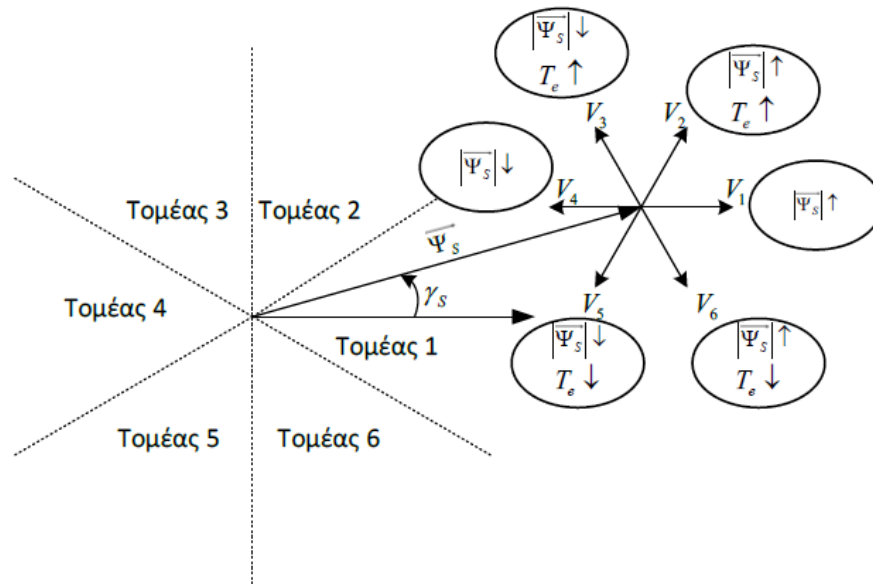 |Ψ_S| ↓
T_e ↑
|Ψ_S| ↑
T_e ↑
V_3
V_2
|Ψ_S| ↓
V_4
V_1
|Ψ_S| ↑
Τομέας 3
Τομέας 2
Ψ_S
Τομέας 4
γ_S
V_5
V_6
Τομέας 1
|Ψ_S| ↓
T_e ↓
|Ψ_S| ↑
T_e ↓
Τομέας 5
Τομέας 6